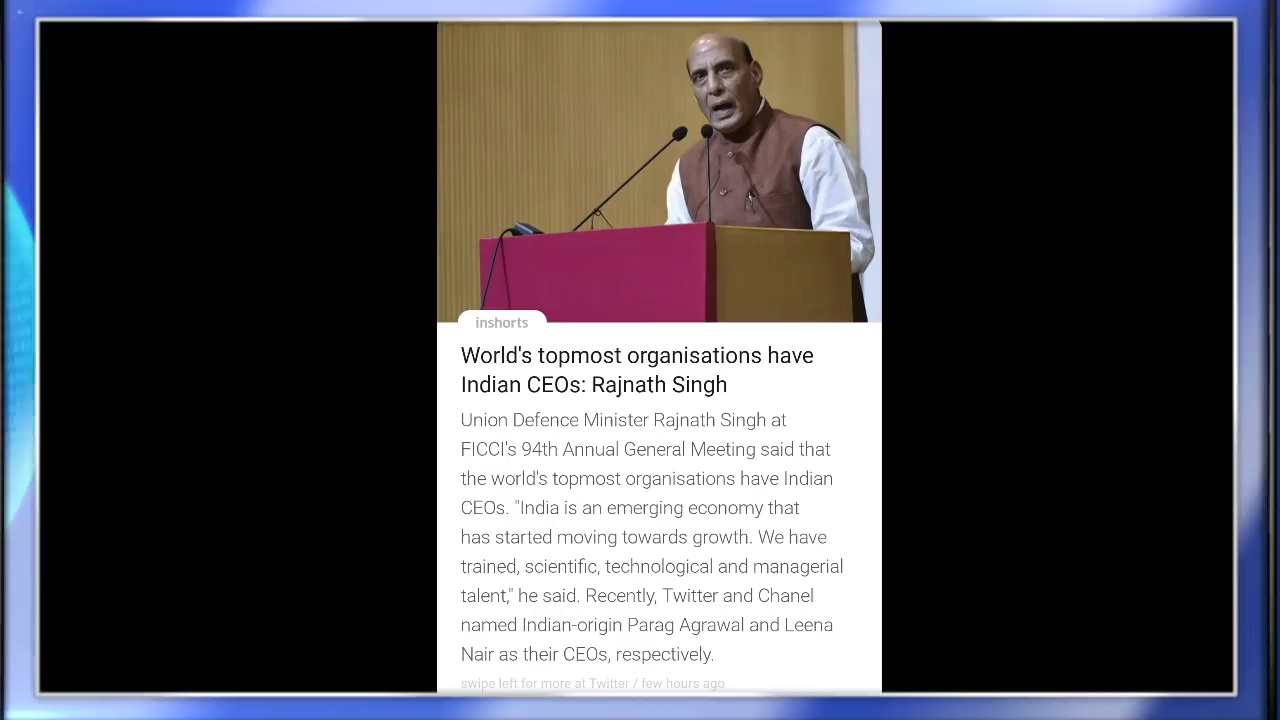 inshorts
World's topmost organisations have
Indian CEOs: Rajnath Singh
Union Defence Minister Rajnath Singh at
FICCI's 94th Annual General Meeting said that
the world's topmost organisations have Indian
CEOs. "India is an emerging economy that
has started moving towards growth. We have
trained, scientific, technological and managerial
talent," he said. Recently, Twitter and Chanel
named Indian-origin Parag Agrawal and Leena
Nair as their CEOs, respectively.
swipe left for more at Twitter / few hours ago